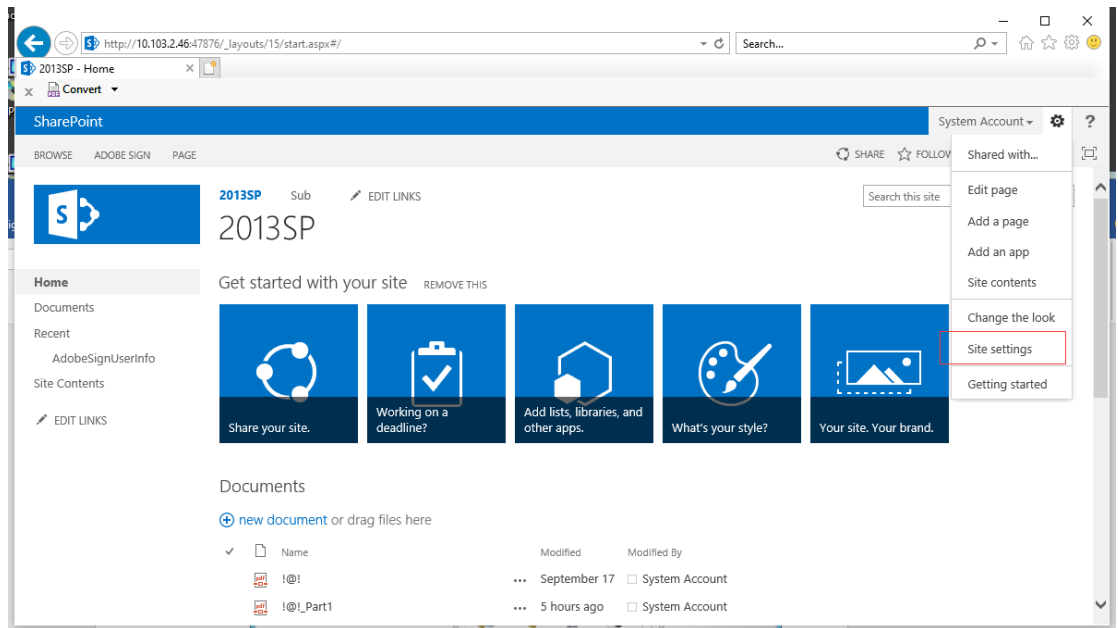 http://10.103.2.46:47876/_layouts/15/start.aspx#/
Search...
2013SP - Home
x Convert
SharePoint
System Account
?
BROWSE ADOBE SIGN PAGE
SHARE FOLLOW
Shared with...
Edit page
Add a page
Add an app
Site contents
Change the look
Site settings
Getting started
S
2013SP Sub EDIT LINKS
Search this site
2013SP
Home
Documents
Recent
AdobeSignUserInfo
Site Contents
EDIT LINKS
Get started with your site REMOVE THIS
Share your site.
Working on a
deadline?
Add lists, libraries, and
other apps.
What's your style?
Your site. Your brand.
Documents
new document or drag files here
Name Modified Modified By
!@! ... September 17 System Account
!@!_Part1 ... 5 hours ago System Account